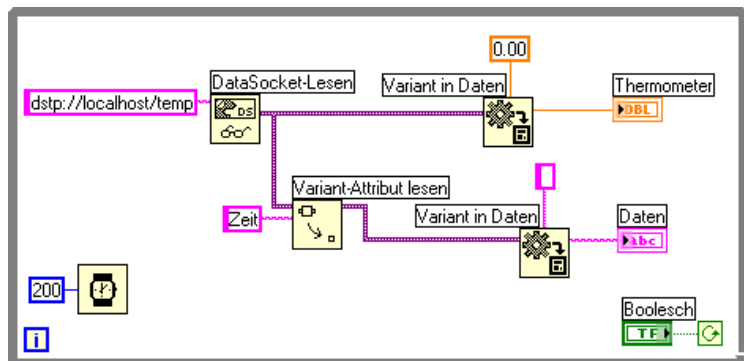 0.00
DataSocket-Lesen
Variant in Daten
Thermometer
dstp://localhost/temp
DS
DBL
Variant-Attribut lesen
Zeit
Variant in Daten
Daten
abc
200
Boolesch
TF
i